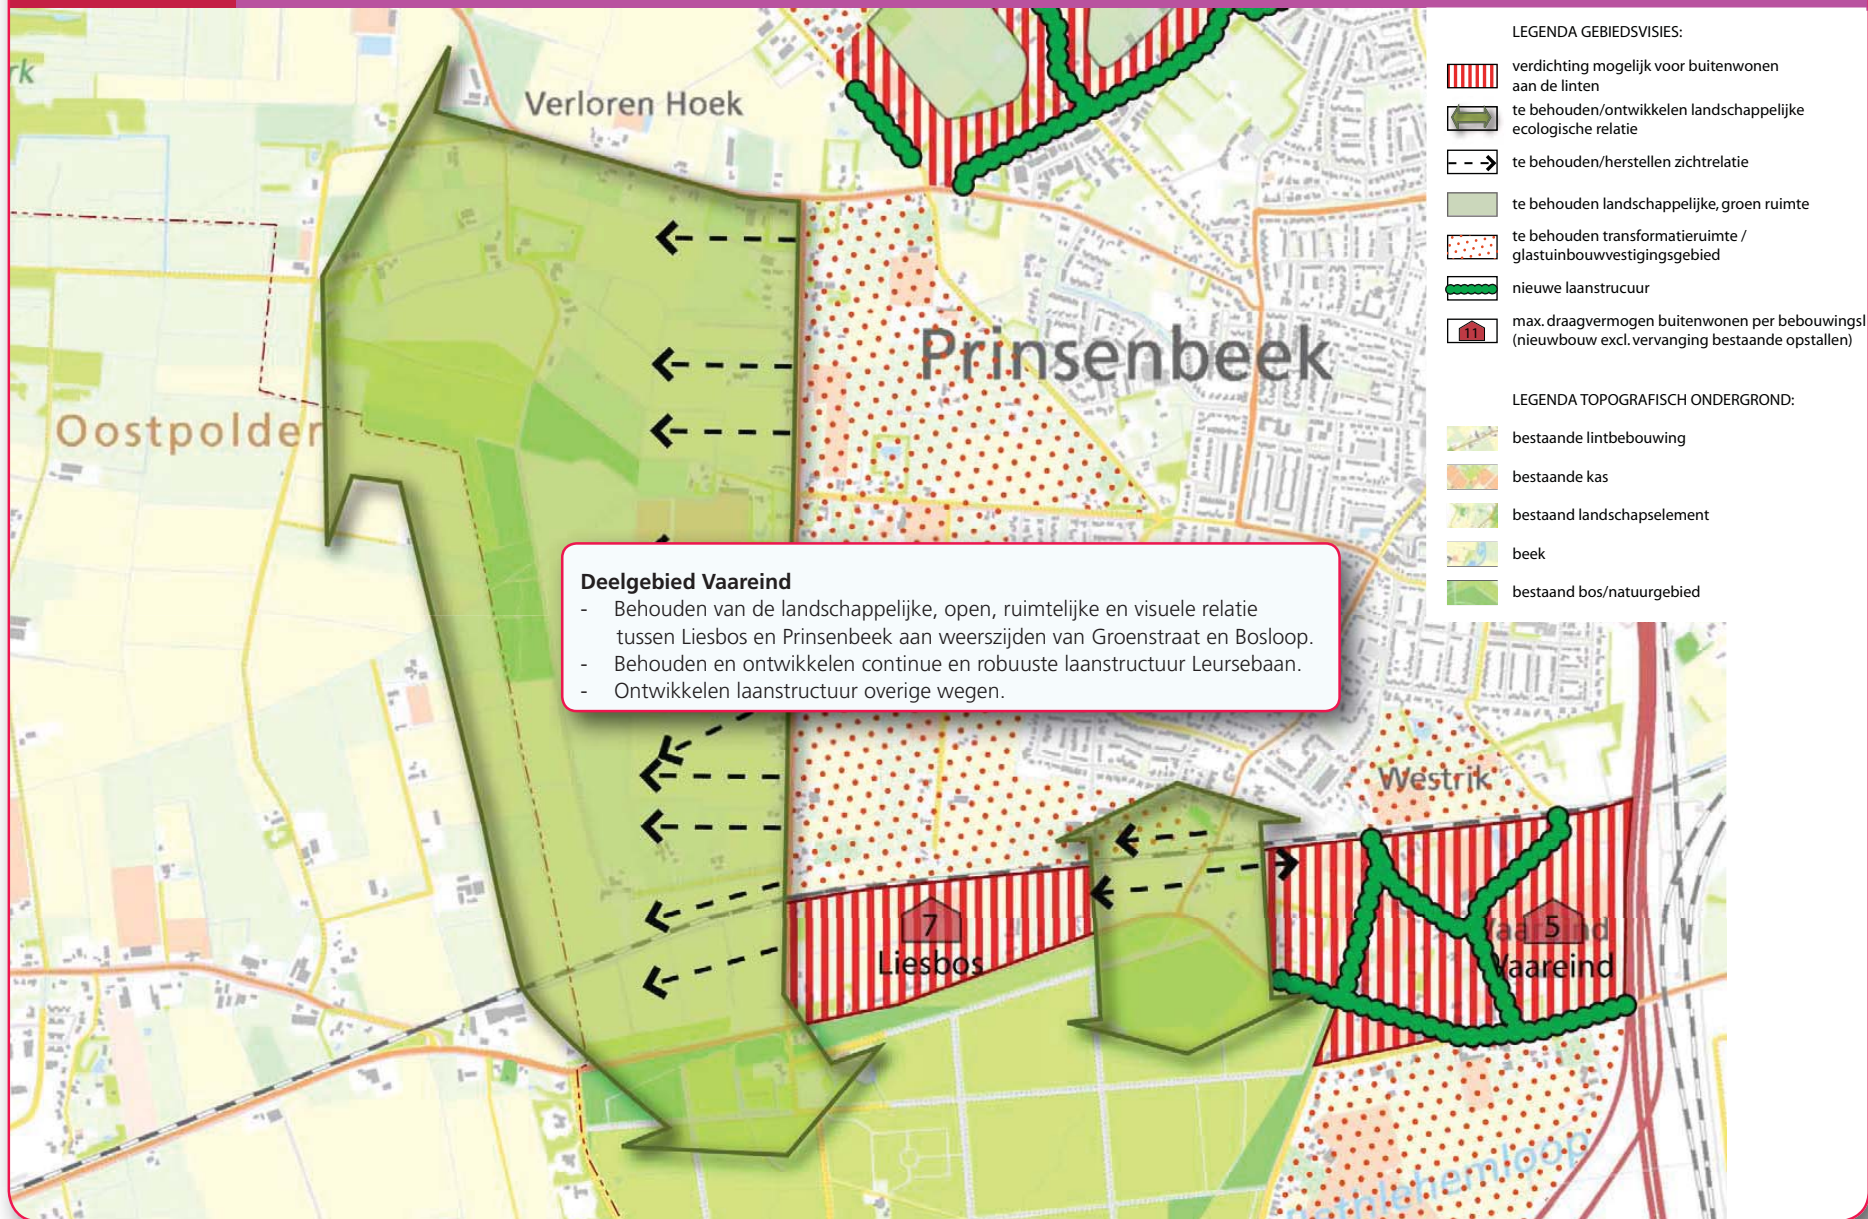 rk
Verloren Hoek
Prinsenbeek
Oostpolder
Deelgebied Vaareind
- Behouden van de landschappelijke, open, ruimtelijke en visuele relatie
tussen Liesbos en Prinsenbeek aan weerszijden van Groenstraat en Bosloop.
- Behouden en ontwikkelen continue en robuuste laanstructuur Leursebaan.
- Ontwikkelen laanstructuur overige wegen.
Westrik
7
Liesbos
5
Vaareind
LEGENDA GEBIEDSVISIES:
verdichting mogelijk voor buitenwonen
aan de linten
te behouden/ontwikkelen landschappelijke
ecologische relatie
te behouden/herstellen zichtrelatie
te behouden landschappelijke, groen ruimte
te behouden transformatieruimte /
glastuinbouwvestigingsgebied
nieuwe laanstrucuur
11
max. draagvermogen buitenwonen per bebouwingsl
(nieuwbouw excl. vervanging bestaande opstallen)
LEGENDA TOPOGRAFISCH ONDERGROND:
bestaande lintbebouwing
bestaande kas
bestaand landschapselement
beek
bestaand bos/natuurgebied